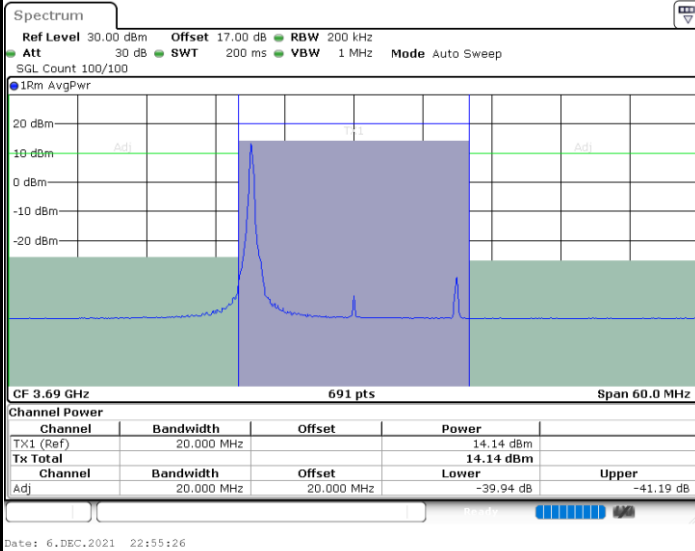 Spectrum
Ref Level 30.00 dBm Offset 17.00 dB RBW 200 kHz
Att 30 dB SWT 200 ms VBW 1 MHz Mode Auto Sweep
SGL Count 100/100
1Rm AvgPwr
20 dBm
TX1
Adj
10 dBm
Adj
0 dBm
-10 dBm
-20 dBm
CF 3.69 GHz 691 pts Span 60.0 MHz
Channel Power
Channel Bandwidth Offset Power
TX1 (Ref) 20.000 MHz 14.14 dBm
Tx Total 14.14 dBm
Channel Bandwidth Offset Lower Upper
Adj 20.000 MHz 20.000 MHz -39.94 dB -41.19 dB
Ready
Date: 6.DEC.2021 22:55:26